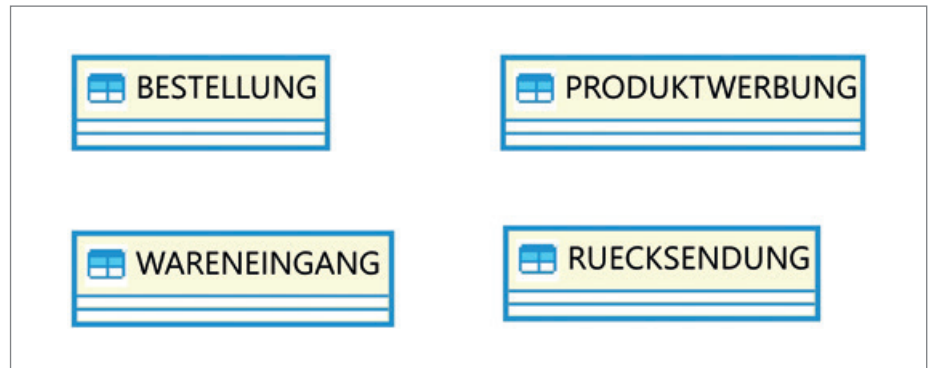 BESTELLUNG
PRODUKTWERBUNG
WARENEINGANG
RUECKSENDUNG